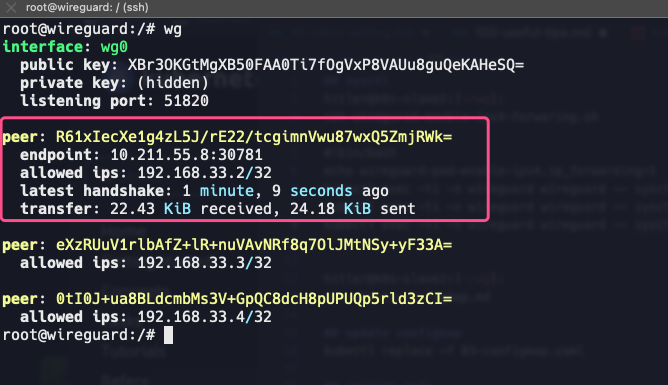 root@wireguard: / (ssh)
root@wireguard:/# wg
interface: wg0
public key: XBr3OKGtMgXB50FAA0Ti7fOgVxP8VAUu8guQeKAHeSQ=
private key: (hidden)
listening port: 51820
peer: R61xIecXe1g4zL5J/rE22/tcgimnVwu87wxQ5ZmjRWk=
endpoint: 10.211.55.8:30781
allowed ips: 192.168.33.2/32
latest handshake: 1 minute, 9 seconds ago
transfer: 22.43 KiB received, 24.18 KiB sent
peer: eXzRUuV1rlbAfZ+lR+nuVAvNRf8q7OlJMtNSy+yF33A=
allowed ips: 192.168.33.3/32
peer: 0tI0J+ua8BLdcmbMs3V+GpQC8dcH8pUPUQp5rld3zCI=
allowed ips: 192.168.33.4/32
root@wireguard:/#